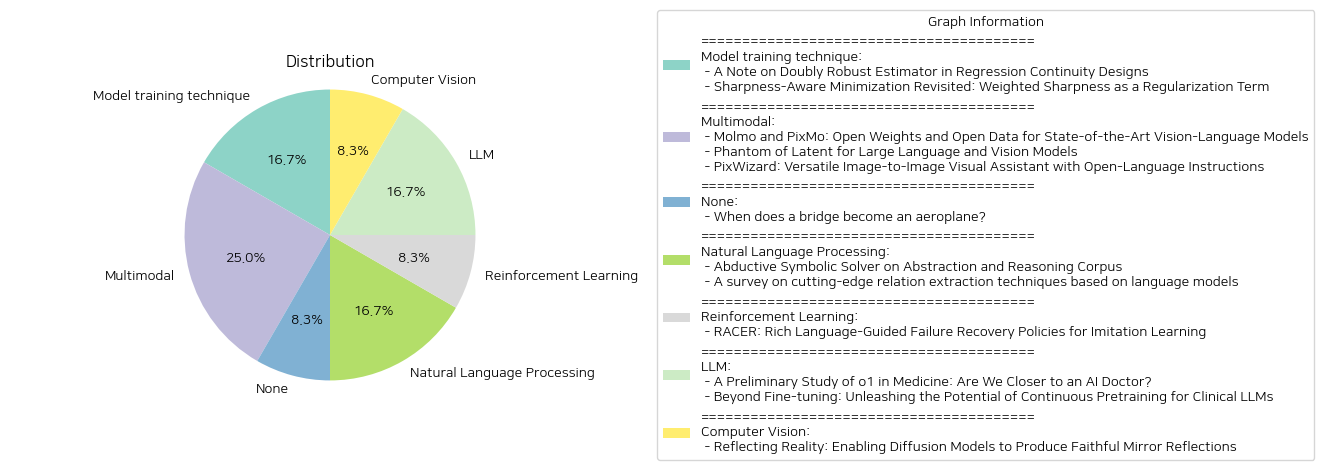 Distribution
Computer Vision
Model training technique
8.3%
16.7%
LLM
16.7%
25.0%
8.3%
Multimodal
Reinforcement Learning
8.3%
16.7%
Natural Language Processing
None
Graph Information
========================================
Model training technique:
- A Note on Doubly Robust Estimator in Regression Continuity Designs
- Sharpness-Aware Minimization Revisited: Weighted Sharpness as a Regularization Term
========================================
Multimodal:
- Molmo and PixMo: Open Weights and Open Data for State-of-the-Art Vision-Language Models
- Phantom of Latent for Large Language and Vision Models
- PixWizard: Versatile Image-to-Image Visual Assistant with Open-Language Instructions
========================================
None:
- When does a bridge become an aeroplane?
========================================
Natural Language Processing:
- Abductive Symbolic Solver on Abstraction and Reasoning Corpus
- A survey on cutting-edge relation extraction techniques based on language models
========================================
Reinforcement Learning:
- RACER: Rich Language-Guided Failure Recovery Policies for Imitation Learning
========================================
LLM:
- A Preliminary Study of o1 in Medicine: Are We Closer to an AI Doctor?
- Beyond Fine-tuning: Unleashing the Potential of Continuous Pretraining for Clinical LLMs
========================================
Computer Vision:
- Reflecting Reality: Enabling Diffusion Models to Produce Faithful Mirror Reflections